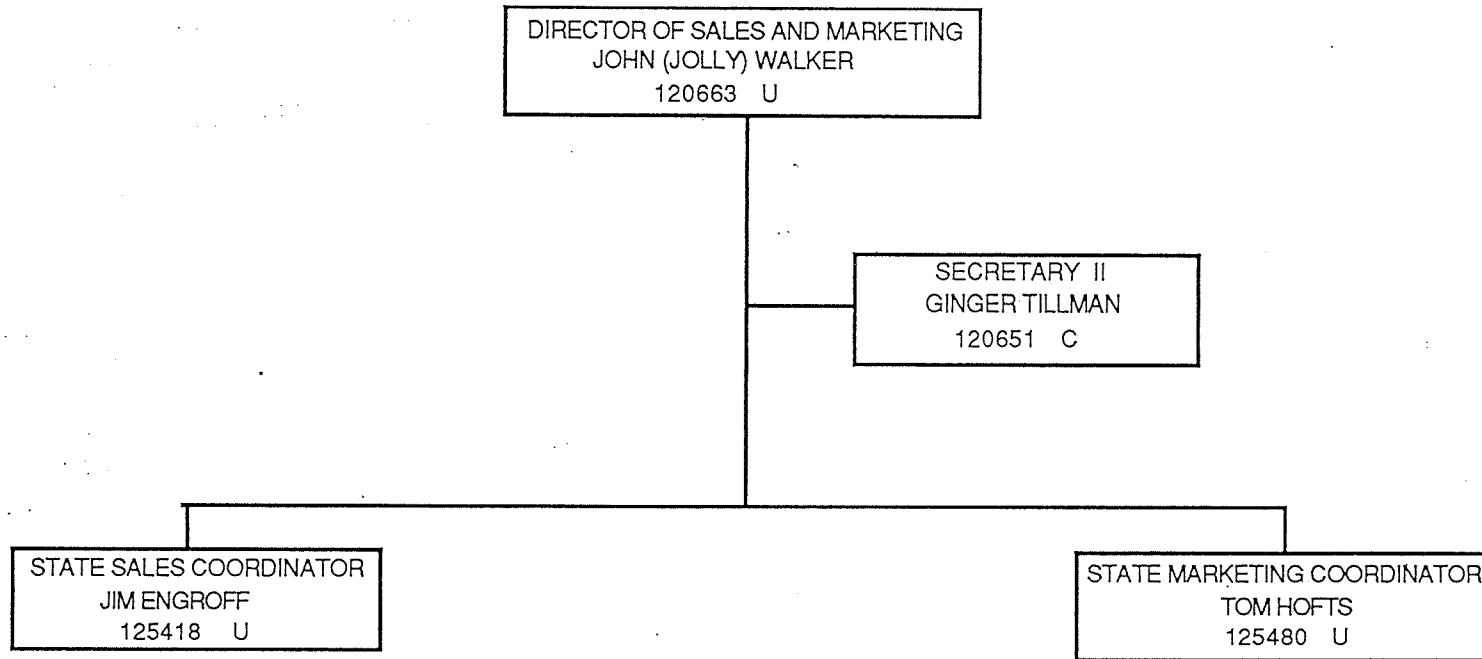 DIRECTOR OF SALES AND MARKETING
JOHN (JOLLY) WALKER
120663 U
SECRETARY II
GINGER TILLMAN
120651 C
STATE SALES COORDINATOR
JIM ENGROFF
125418 U
STATE MARKETING COORDINATOR
TOM HOFTS
125480 U